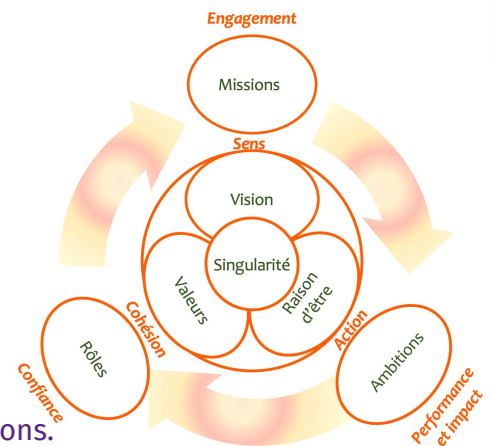 Engagement
Missions
Sens
Vision
Singularité
Valeurs
Raison
d'être
Cohésion
Action
Rôles
Ambitions
Confiance
Performance
et impact
ons.